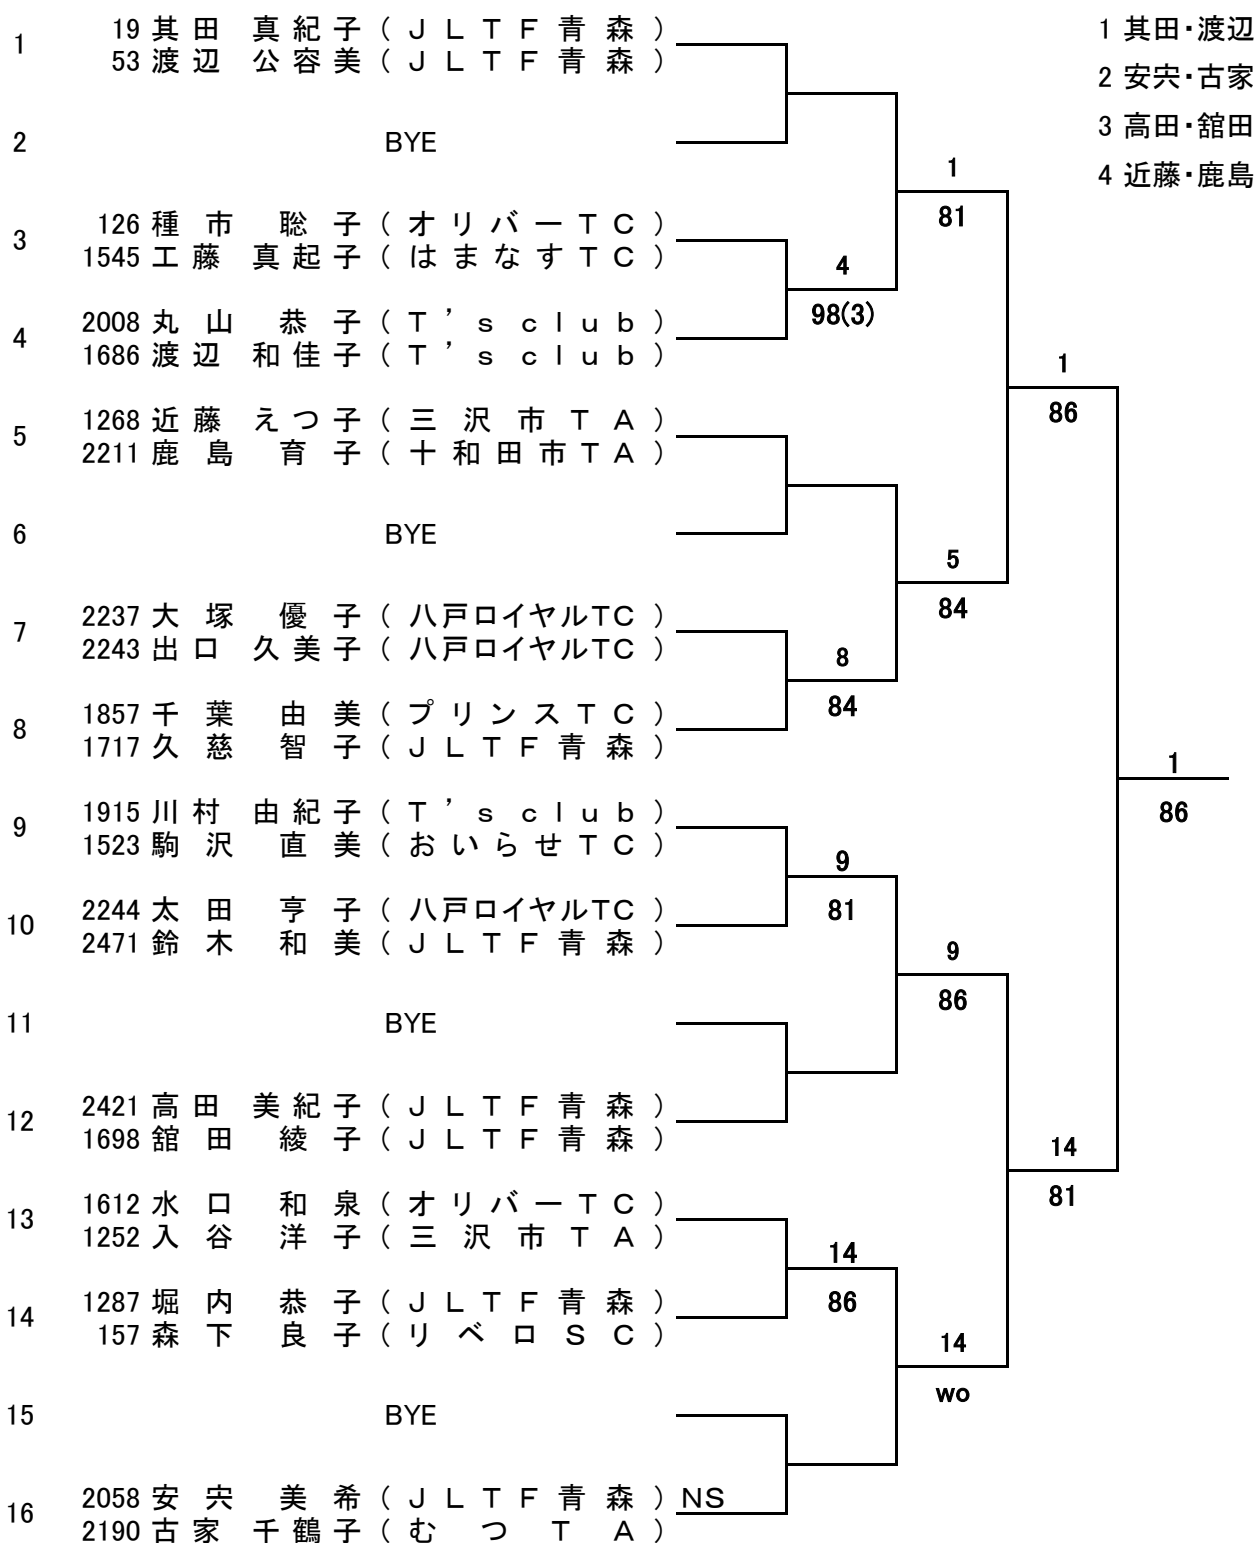 1 19 其田 真紀子 ( JLTF青森 )
53 渡辺 公容美 ( JLTF青森 )
2 BYE
3 126 種市 聡子 ( オリバーTC )
1545 工藤 真起子 ( はまなすTC )
4 2008 丸山 恭子 ( T’sclub )
1686 渡辺 和佳子 ( T’sclub )
5 1268 近藤 えつ子 ( 三沢市TA )
2211 鹿島 育子 ( 十和田市TA )
6 BYE
7 2237 大塚 優子 ( 八戸ロイヤルTC )
2243 出口 久美子 ( 八戸ロイヤルTC )
8 1857 千葉 由美 ( プリンスTC )
1717 久慈 智子 ( JLTF青森 )
9 1915 川村 由紀子 ( T’sclub )
1523 駒沢 直美 ( おいらせTC )
10 2244 太田 亨子 ( 八戸ロイヤルTC )
2471 鈴木 和美 ( JLTF青森 )
11 BYE
12 2421 高田 美紀子 ( JLTF青森 )
1698 舘田 綾子 ( JLTF青森 )
13 1612 水口 和泉 ( オリバーTC )
1252 入谷 洋子 ( 三沢市TA )
14 1287 堀内 恭子 ( JLTF青森 )
157 森下 良子 ( リベロSC )
15 BYE
16 2058 安宍 美希 ( JLTF青森 ) NS
2190 古家 千鶴子 ( むつTA )
4
98(3)
8
84
9
81
14
86
1
81
5
84
9
86
14
wo
1
86
14
81
1
86
1 其田・渡辺
2 安宍・古家
3 高田・舘田
4 近藤・鹿島